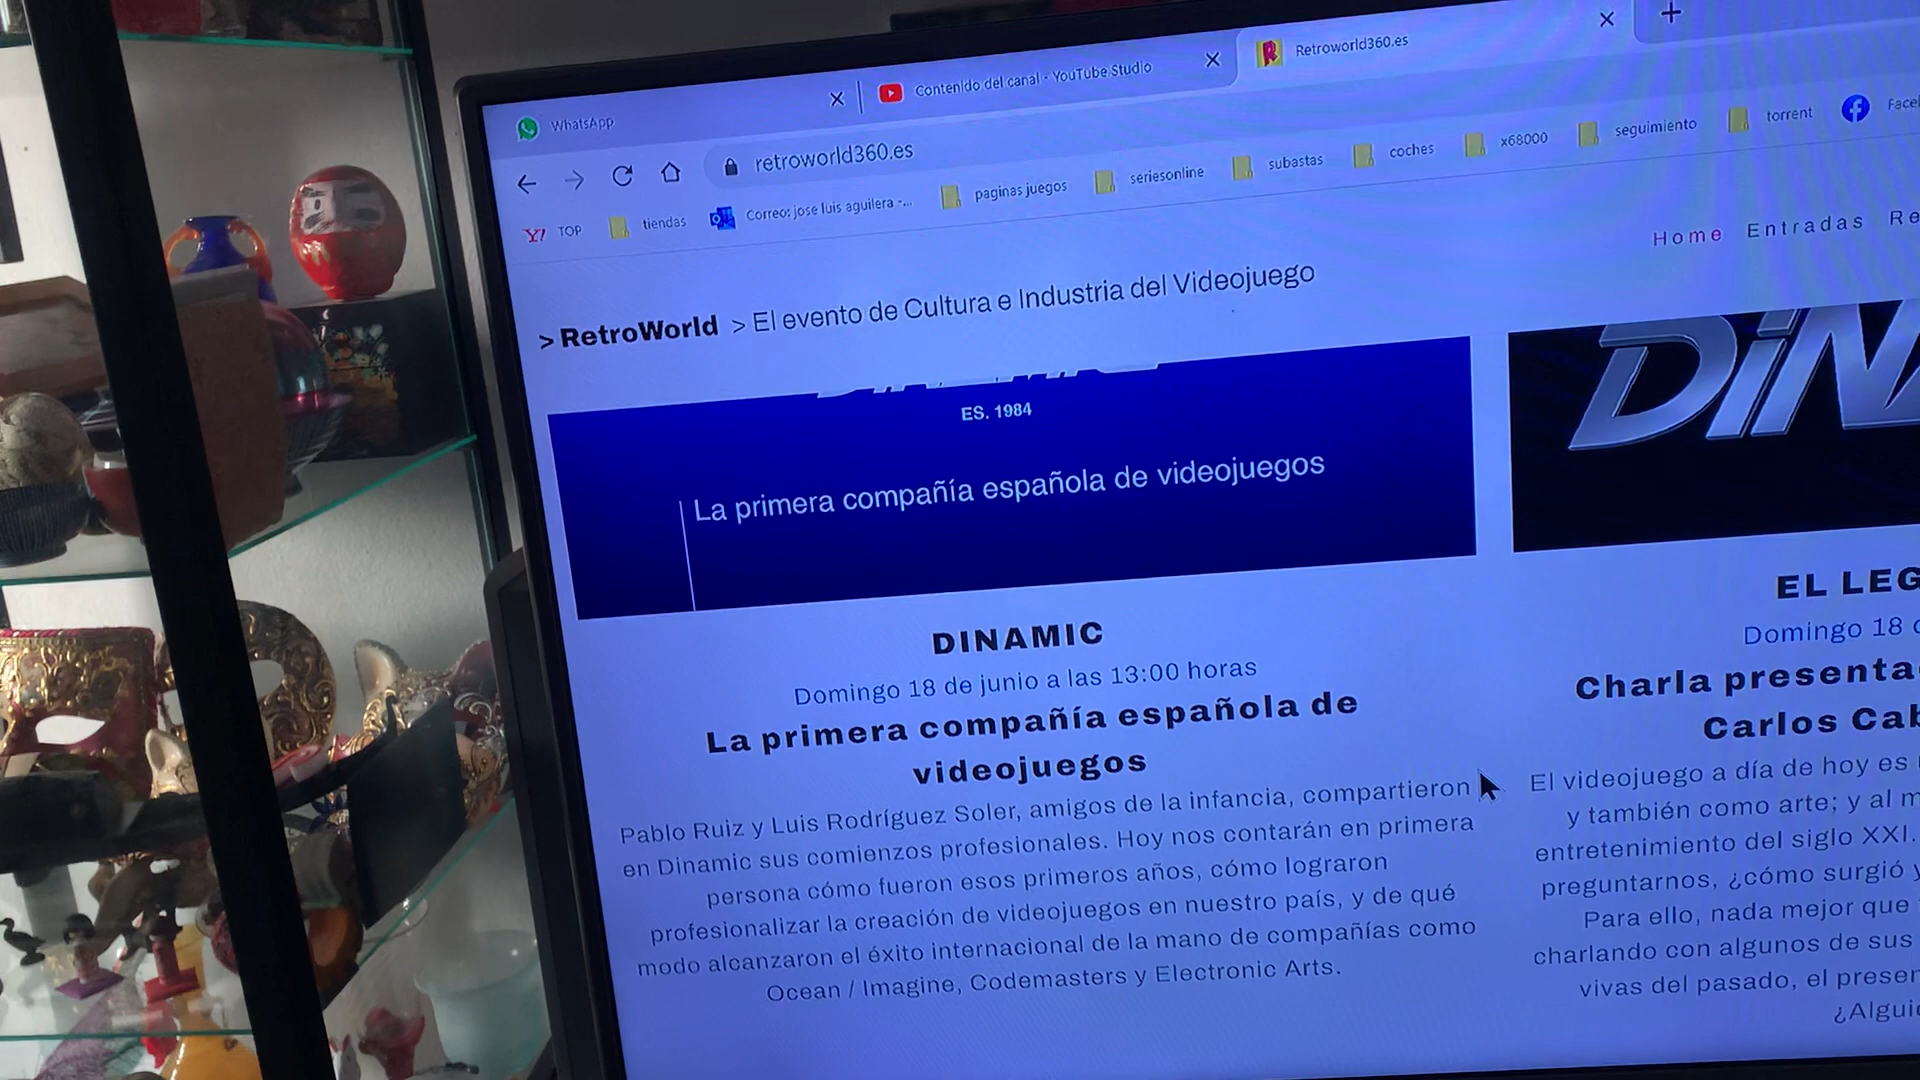 WhatsApp
Contenido del canal - YouTube Studio
Retroworld360.es
retroworld360.es
Y! TOP
tiendas
Correo: jose luis aguilera -...
paginas juegos
seriesonline
subastas
coches
x68000
seguimiento
torrent
Home Entradas Re
> RetroWorld > El evento de Cultura e Industria del Videojuego
ES. 1984
La primera compañía española de videojuegos
DINAMIC
Domingo 18 de junio a las 13:00 horas
La primera compañía española de
videojuegos
Pablo Ruiz y Luis Rodríguez Soler, amigos de la infancia, compartieron
en Dinamic sus comienzos profesionales. Hoy nos contarán en primera
persona cómo fueron esos primeros años, cómo lograron
profesionalizar la creación de videojuegos en nuestro país, y de qué
modo alcanzaron el éxito internacional de la mano de compañías como
Ocean / Imagine, Codemasters y Electronic Arts.
DiNA
EL LEG
Domingo 18
Charla presenta
Carlos Cab
El videojuego a día de hoy es
y también como arte; y al
entretenimiento del siglo XXI.
preguntarnos, ¿cómo surgió y
Para ello, nada mejor que
charlando con algunos de sus
vivas del pasado, el presen
¿Algui